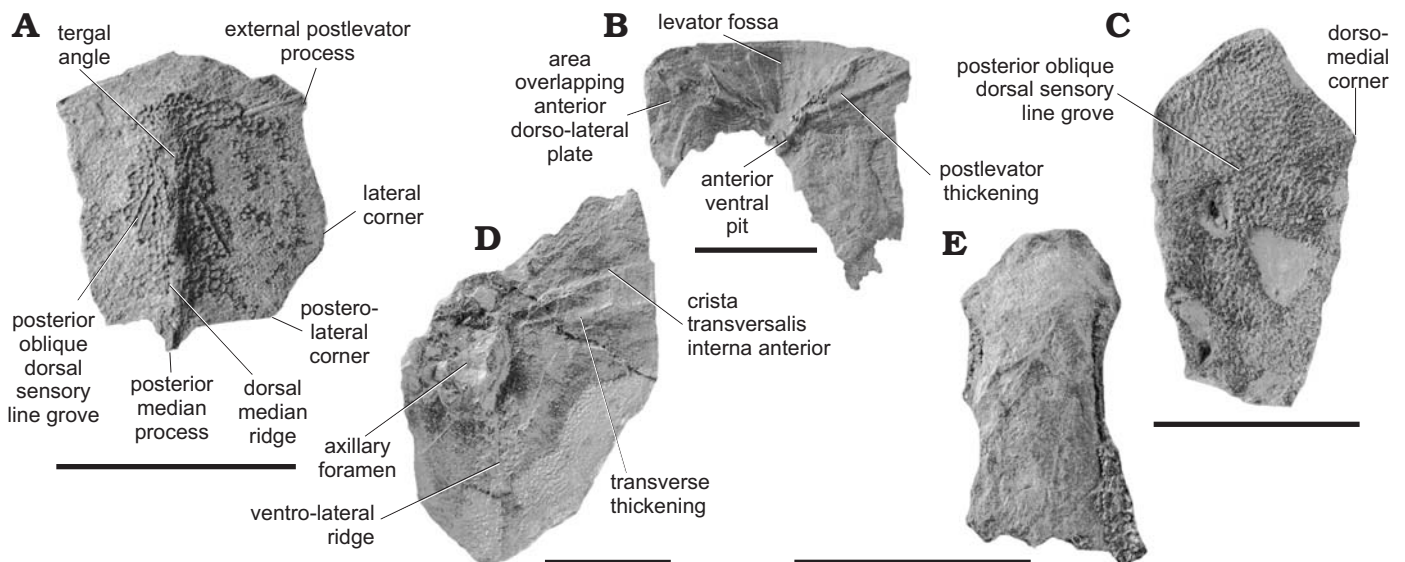 A
tergal
angle
external postlevator
process
lateral
corner
postero-
lateral
corner
posterior
oblique
dorsal
sensory
line grove
posterior
median
process
dorsal
median
ridge
B
levator fossa
area
overlapping
anterior
dorso-lateral
plate
anterior
ventral
pit
postlevator
thickening
C
posterior oblique
dorsal sensory
line grove
dorso-
medial
corner
D
crista
transversalis
interna anterior
axillary
foramen
transverse
thickening
ventro-lateral
ridge
E